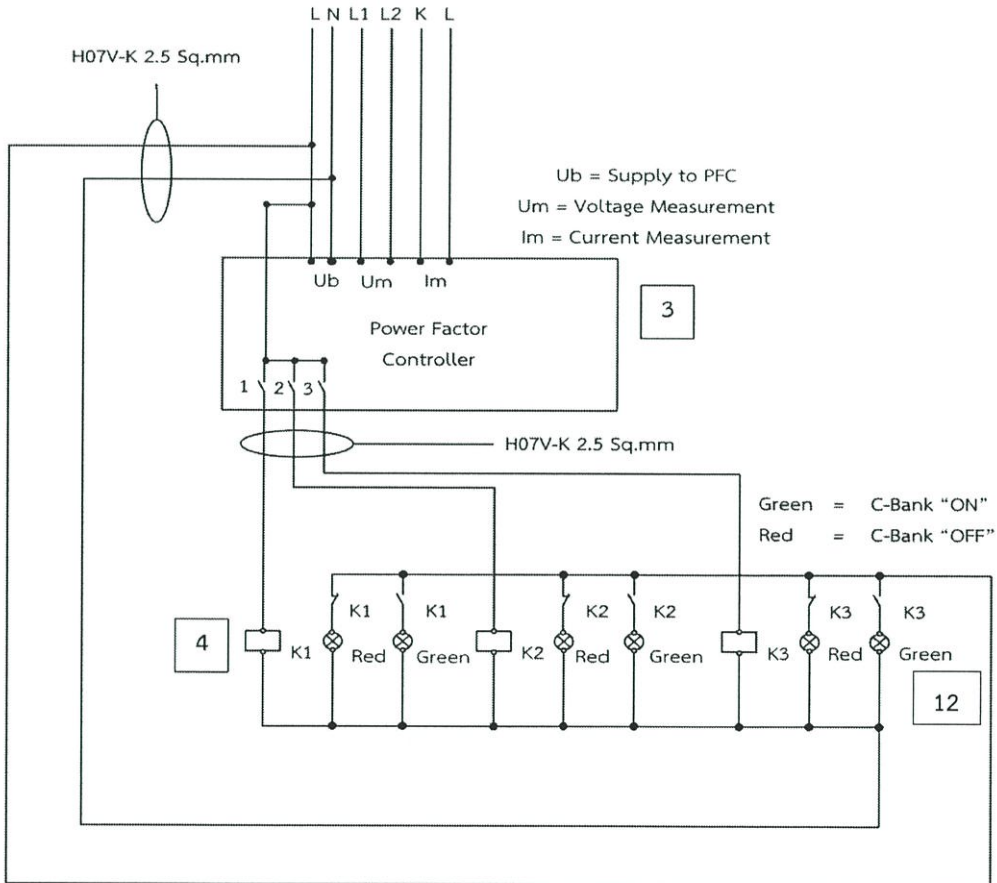 L N L1 L2 K L
H07V-K 2.5 Sq.mm
Ub = Supply to PFC
Um = Voltage Measurement
Im = Current Measurement
Ub Um Im
3
Power Factor
Controller
1 2 3
H07V-K 2.5 Sq.mm
Green = C-Bank “ON”
Red = C-Bank “OFF”
K1 K1 K2 K2 K3 K3
4
K1 Red Green K2 Red Green K3 Red Green
12